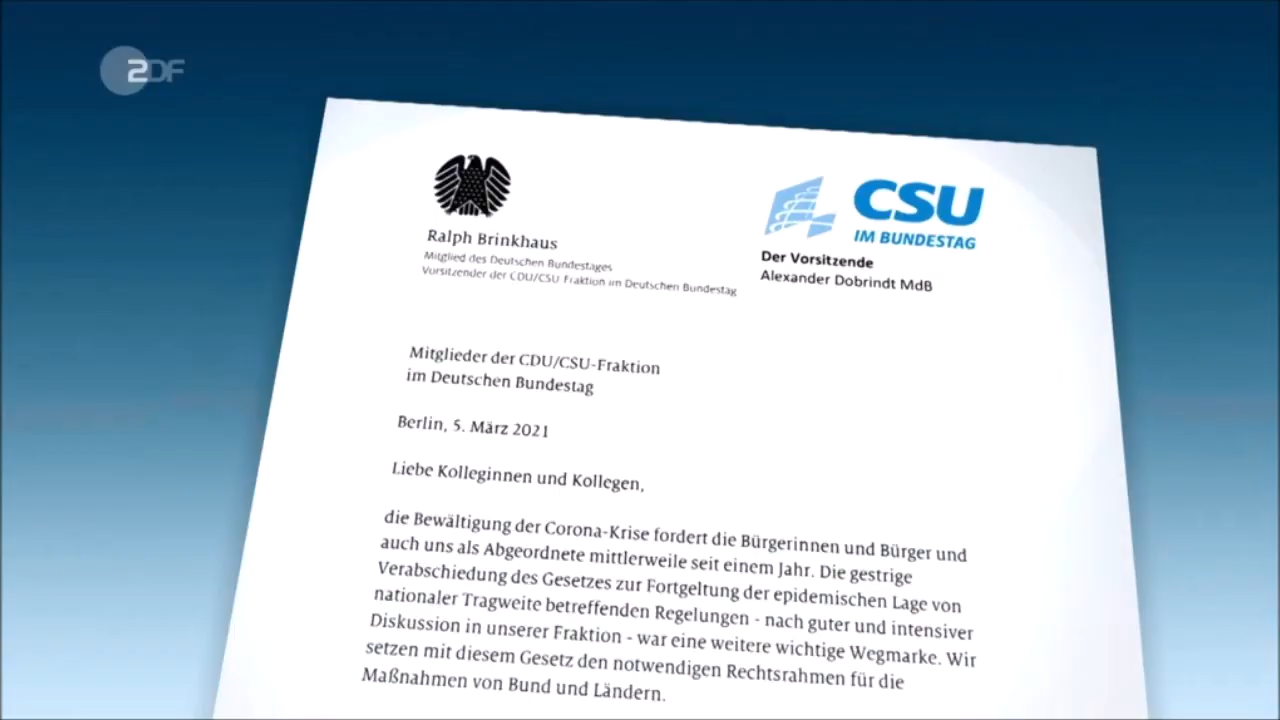 ZDF
Ralph Brinkhaus
Mitglied des Deutschen Bundestages
Vorsitzender der CDU/CSU Fraktion im Deutschen Bundestag
CSU
IM BUNDESTAG
Der Vorsitzende
Alexander Dobrindt MdB
Mitglieder der CDU/CSU-Fraktion
im Deutschen Bundestag
Berlin, 5. März 2021
Liebe Kolleginnen und Kollegen,
die Bewältigung der Corona-Krise fordert die Bürgerinnen und Bürger und
auch uns als Abgeordnete mittlerweile seit einem Jahr. Die gestrige
Verabschiedung des Gesetzes zur Fortgeltung der epidemischen Lage von
nationaler Tragweite betreffenden Regelungen - nach guter und intensiver
Diskussion in unserer Fraktion - war eine weitere wichtige Wegmarke. Wir
setzen mit diesem Gesetz den notwendigen Rechtsrahmen für die
Maßnahmen von Bund und Ländern.